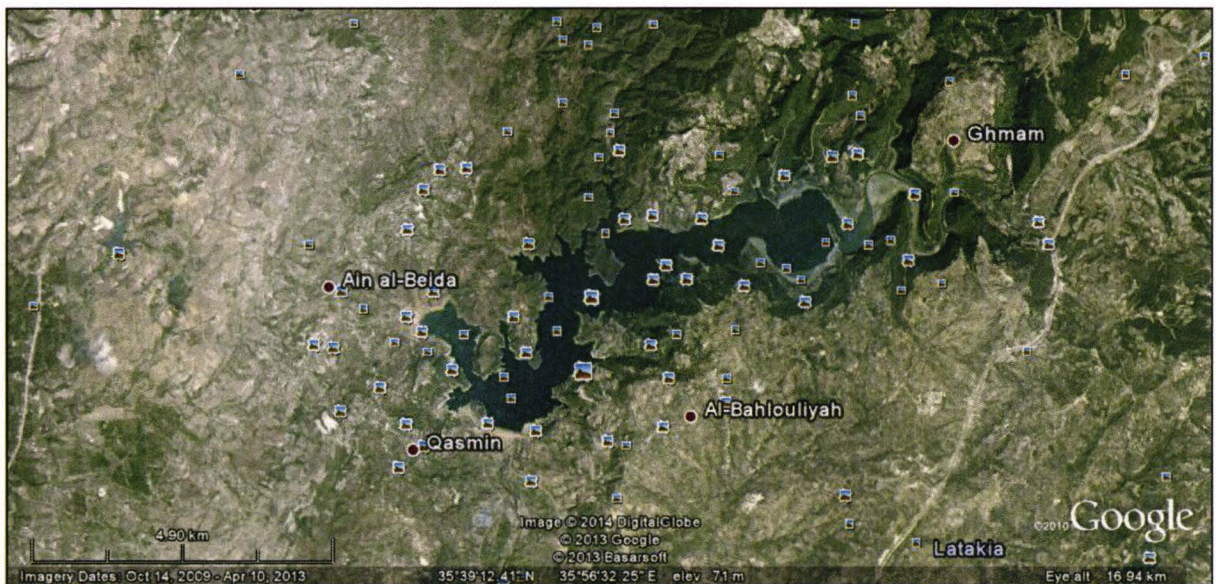 Ghmam
Ain al-Beida
Al-Bahlouliyah
Qasmin
4.90 km
Image © 2014 DigitalGlobe
© 2013 Google
© 2013 Basarsoft
©2010 Google
Latakia
Imagery Dates: Oct 14, 2009 - Apr 10, 2013 35°39'12.41" N 35°56'32.25" E elev 71 m Eye alt 16.94 km